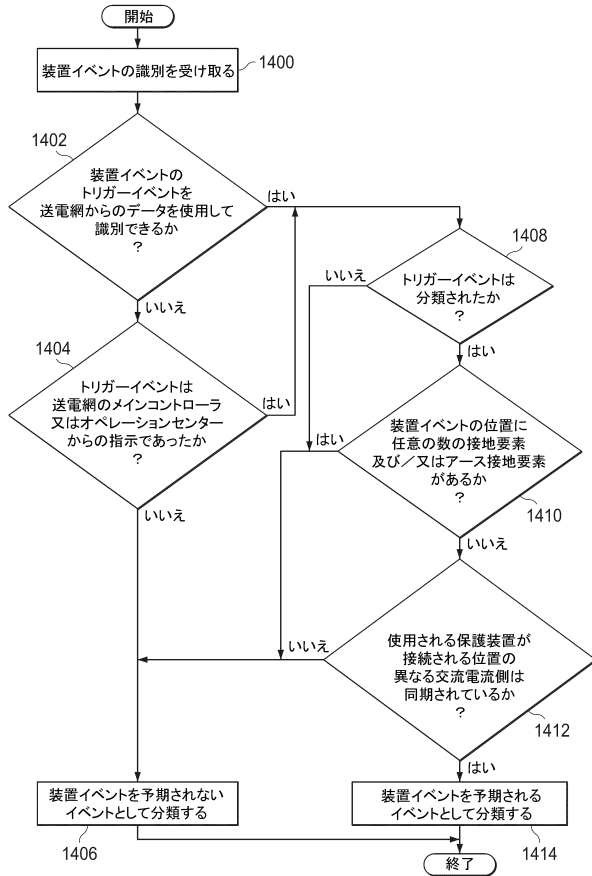 開始
装置イベントの識別を受け取る
1400
1402
装置イベントの
トリガーイベントを
送電網からのデータを使用して
識別できるか
?
はい
いいえ
1404
トリガーイベントは
送電網のメインコントローラ
又はオペレーションセンター
からの指示であったか
?
はい
いいえ
1408
いいえ
トリガーイベントは
分類されたか
?
はい
はい
装置イベントの位置に
任意の数の接地要素
及び/又はアース接地要素
があるか
?
1410
いいえ
いいえ
使用される保護装置が
接続される位置の
異なる交流電流側は
同期されているか
?
1412
はい
装置イベントを予期されない
イベントとして分類する
1406
装置イベントを予期される
イベントとして分類する
1414
終了